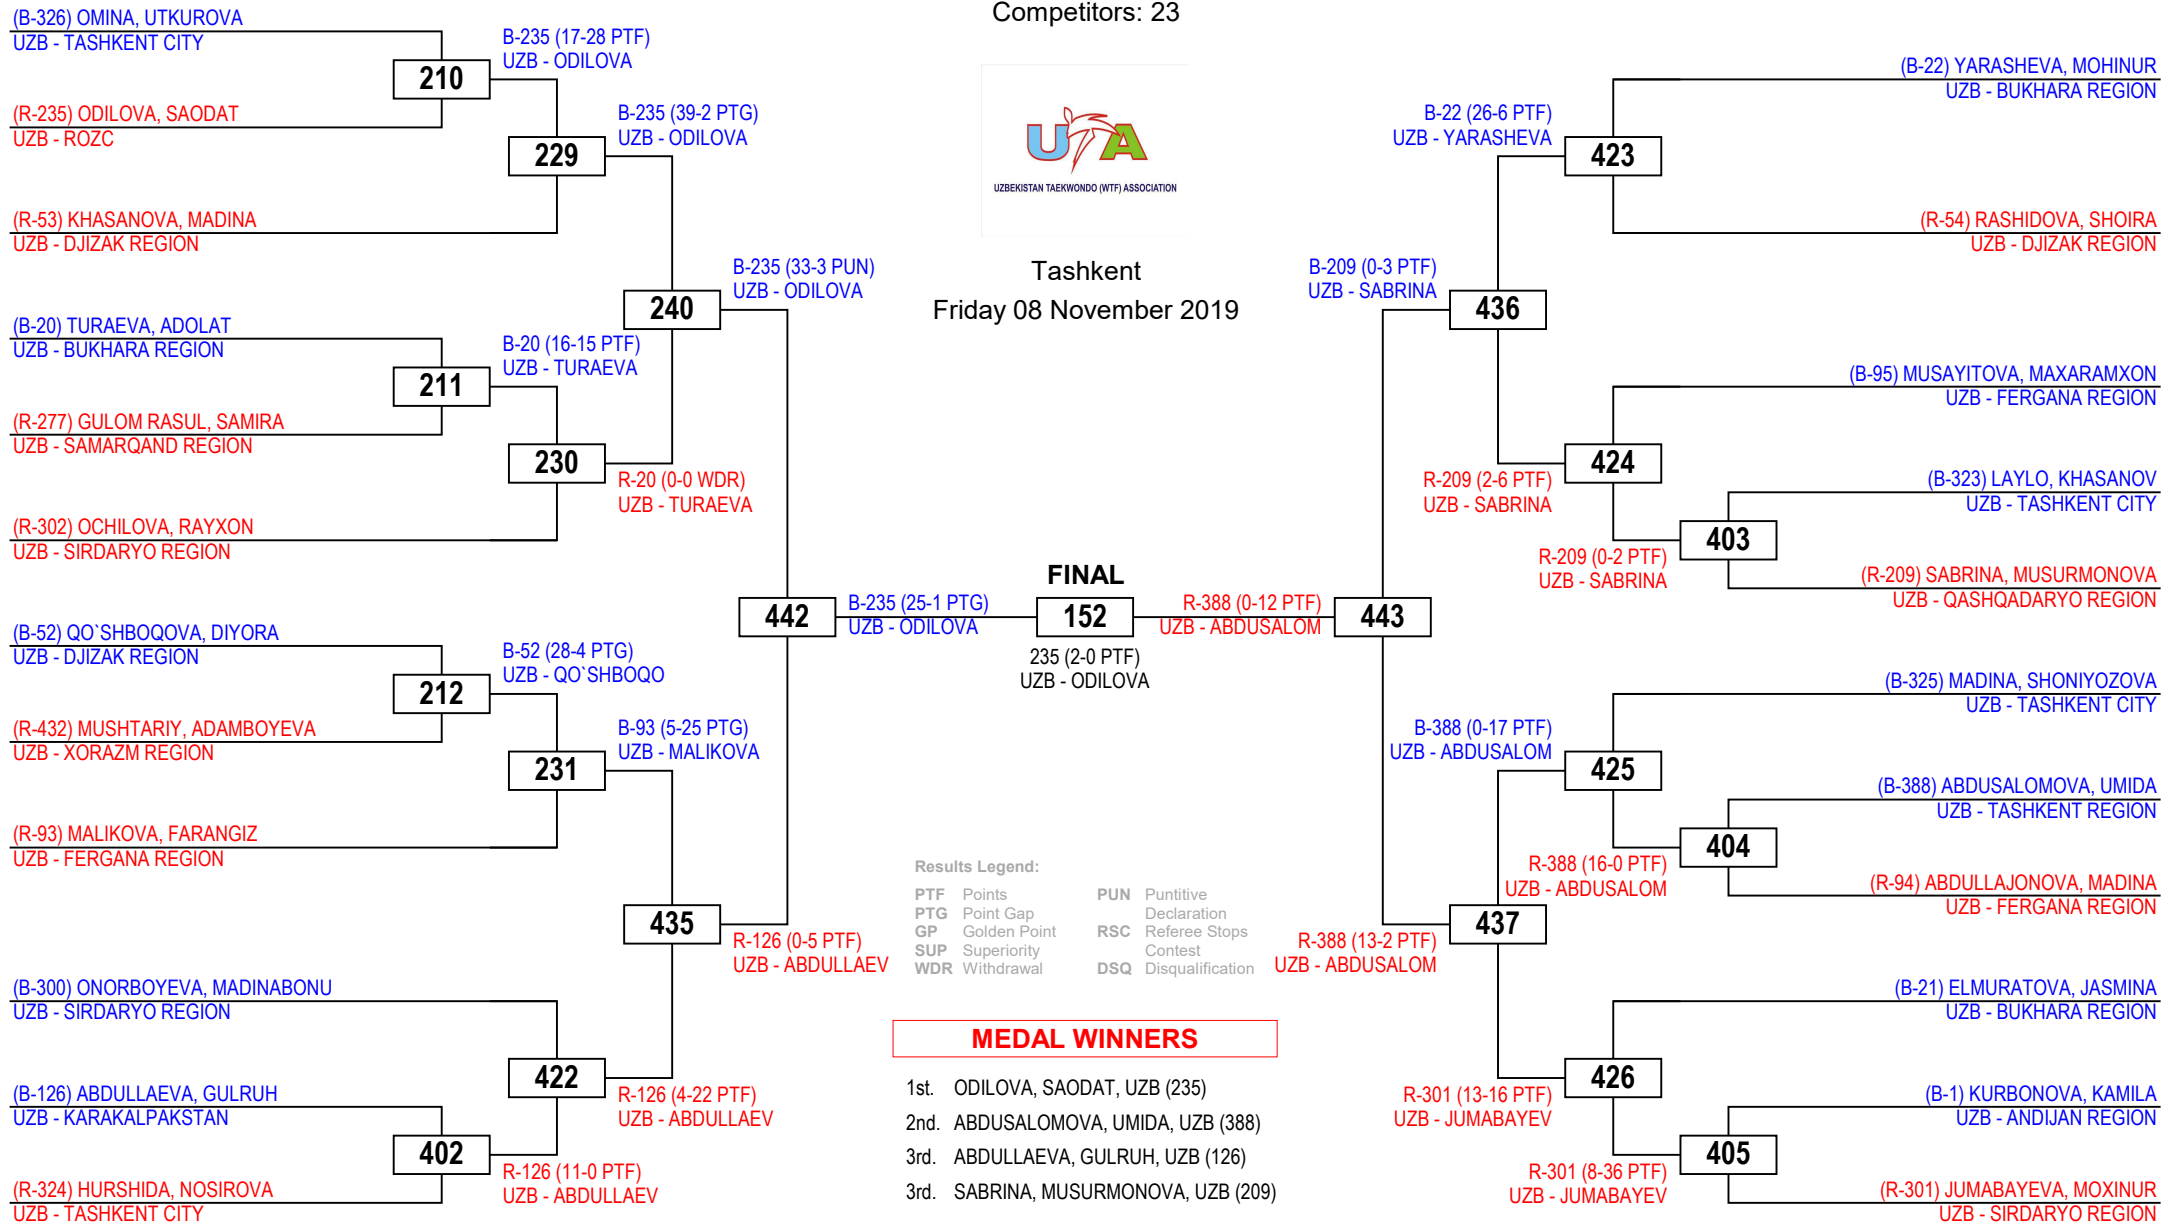 Competitors: 23
UTA
UZBEKISTAN TAEKWONDO (WTF) ASSOCIATION
Tashkent
Friday 08 November 2019
(B-326) OMINA, UTKUROVA
UZB - TASHKENT CITY
210
B-235 (17-28 PTF)
UZB - ODILOVA
(R-235) ODILOVA, SAODAT
UZB - ROZC
229
B-235 (39-2 PTG)
UZB - ODILOVA
(R-53) KHASANOVA, MADINA
UZB - DJIZAK REGION
240
B-235 (33-3 PUN)
UZB - ODILOVA
(B-20) TURAEVA, ADOLAT
UZB - BUKHARA REGION
211
B-20 (16-15 PTF)
UZB - TURAEVA
(R-277) GULOM RASUL, SAMIRA
UZB - SAMARQAND REGION
230
R-20 (0-0 WDR)
UZB - TURAEVA
(R-302) OCHILOVA, RAYXON
UZB - SIRDARYO REGION
442
B-235 (25-1 PTG)
UZB - ODILOVA
(B-52) QO`SHBOQOVA, DIYORA
UZB - DJIZAK REGION
212
B-52 (28-4 PTG)
UZB - QO`SHBOQO
(R-432) MUSHTARIY, ADAMBOYEVA
UZB - XORAZM REGION
231
B-93 (5-25 PTG)
UZB - MALIKOVA
(R-93) MALIKOVA, FARANGIZ
UZB - FERGANA REGION
435
R-126 (0-5 PTF)
UZB - ABDULLAEV
(B-300) ONORBOYEVA, MADINABONU
UZB - SIRDARYO REGION
422
R-126 (4-22 PTF)
UZB - ABDULLAEV
(B-126) ABDULLAEVA, GULRUH
UZB - KARAKALPAKSTAN
402
R-126 (11-0 PTF)
UZB - ABDULLAEV
(R-324) HURSHIDA, NOSIROVA
UZB - TASHKENT CITY
FINAL
152
235 (2-0 PTF)
UZB - ODILOVA
(B-22) YARASHEVA, MOHINUR
UZB - BUKHARA REGION
B-22 (26-6 PTF)
UZB - YARASHEVA
423
(R-54) RASHIDOVA, SHOIRA
UZB - DJIZAK REGION
B-209 (0-3 PTF)
UZB - SABRINA
436
(B-95) MUSAYITOVA, MAXARAMXON
UZB - FERGANA REGION
424
R-209 (2-6 PTF)
UZB - SABRINA
(B-323) LAYLO, KHASANOV
UZB - TASHKENT CITY
403
R-209 (0-2 PTF)
UZB - SABRINA
(R-209) SABRINA, MUSURMONOVA
UZB - QASHQADARYO REGION
R-388 (0-12 PTF)
UZB - ABDUSALOM
443
(B-325) MADINA, SHONIYOZOVA
UZB - TASHKENT CITY
B-388 (0-17 PTF)
UZB - ABDUSALOM
425
(B-388) ABDUSALOMOVA, UMIDA
UZB - TASHKENT REGION
404
R-388 (16-0 PTF)
UZB - ABDUSALOM
(R-94) ABDULLAJONOVA, MADINA
UZB - FERGANA REGION
437
R-388 (13-2 PTF)
UZB - ABDUSALOM
(B-21) ELMURATOVA, JASMINA
UZB - BUKHARA REGION
426
R-301 (13-16 PTF)
UZB - JUMABAYEV
(B-1) KURBONOVA, KAMILA
UZB - ANDIJAN REGION
405
R-301 (8-36 PTF)
UZB - JUMABAYEV
(R-301) JUMABAYEVA, MOXINUR
UZB - SIRDARYO REGION
Results Legend:
PTF Points
PTG Point Gap
GP Golden Point
SUP Superiority
WDR Withdrawal
PUN Puntitive
Declaration
RSC Referee Stops
Contest
DSQ Disqualification
MEDAL WINNERS
1st. ODILOVA, SAODAT, UZB (235)
2nd. ABDUSALOMOVA, UMIDA, UZB (388)
3rd. ABDULLAEVA, GULRUH, UZB (126)
3rd. SABRINA, MUSURMONOVA, UZB (209)